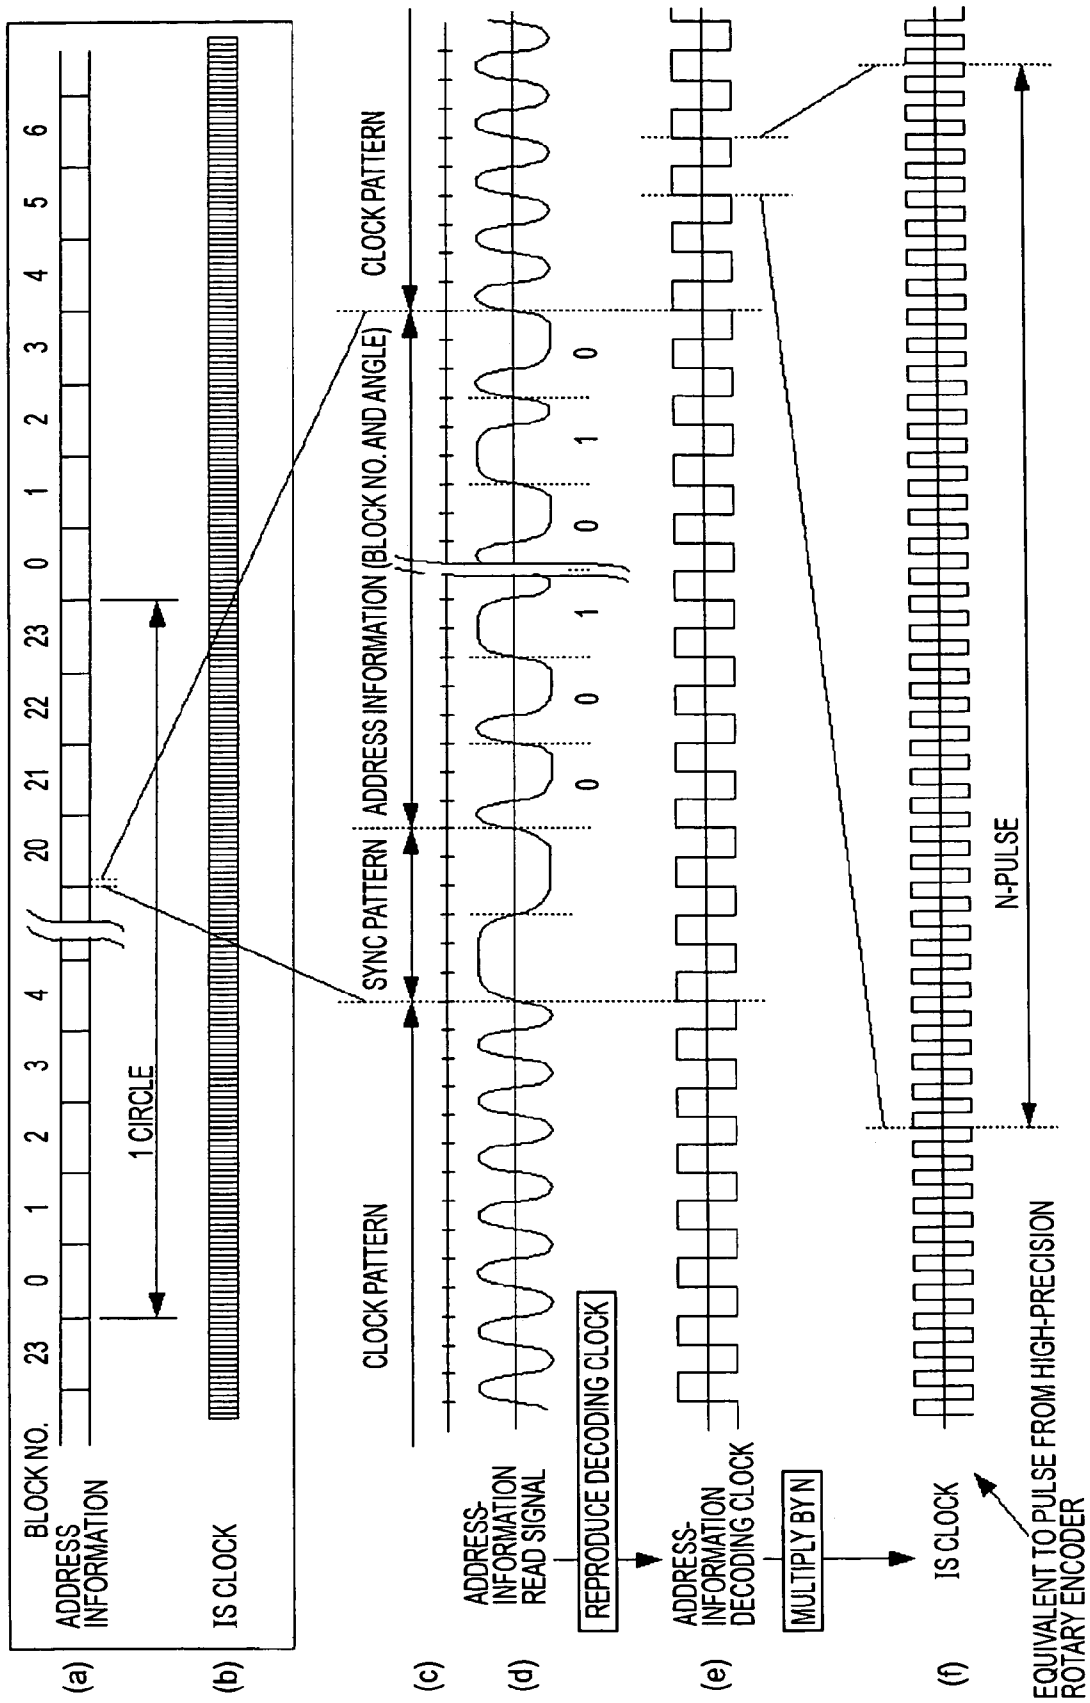 (a)
BLOCK NO. 23 0 1 2 3 4 20 21 22 23 0 1 2 3 4 5 6
ADDRESS
INFORMATION
1 CIRCLE
(b)
IS CLOCK
(c)
CLOCK PATTERN SYNC PATTERN ADDRESS INFORMATION (BLOCK NO. AND ANGLE) CLOCK PATTERN
(d)
ADDRESS-
INFORMATION
READ SIGNAL
0 0 1 0 1 0
REPRODUCE DECODING CLOCK
(e)
ADDRESS-
INFORMATION
DECODING CLOCK
MULTIPLY BY N
(f)
IS CLOCK
N-PULSE
EQUIVALENT TO PULSE FROM HIGH-PRECISION
ROTARY ENCODER